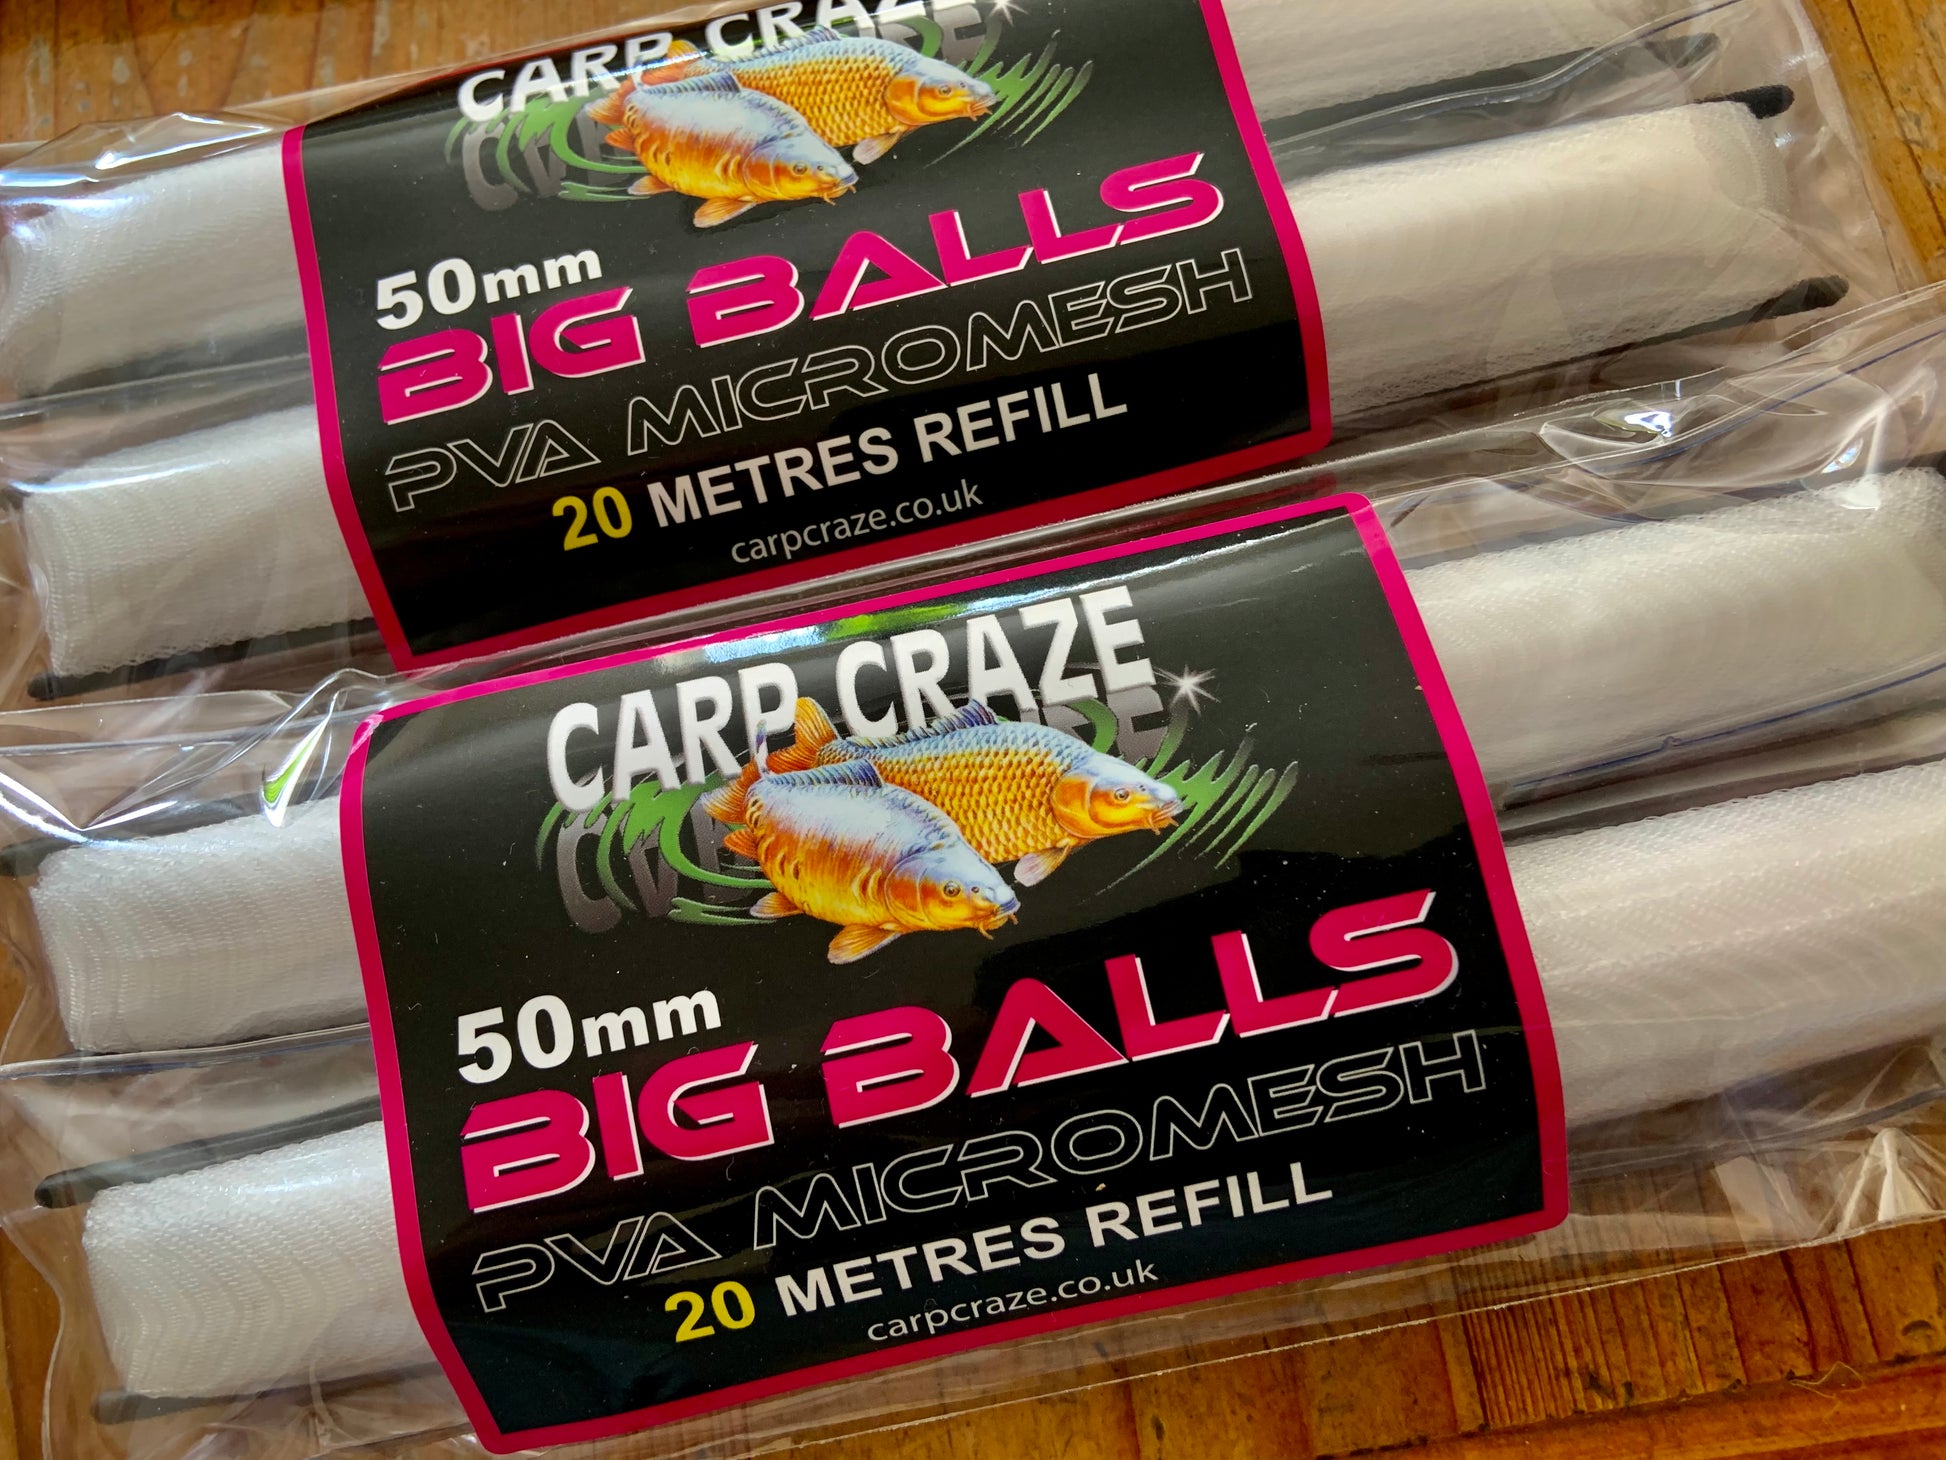 CARP CRAZE
50mm
BIG BALLS
PVA MICROMESH
20 METRES REFILL
carpcraze.co.uk
CARP CRAZE
50mm
BIG BALLS
PVA MICROMESH
20 METRES REFILL
carpcraze.co.uk